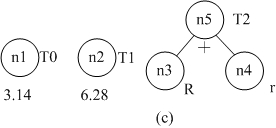 n5 T2
n1 T0 n2 T1 +
n3 n4
3.14 6.28 R r
(c)